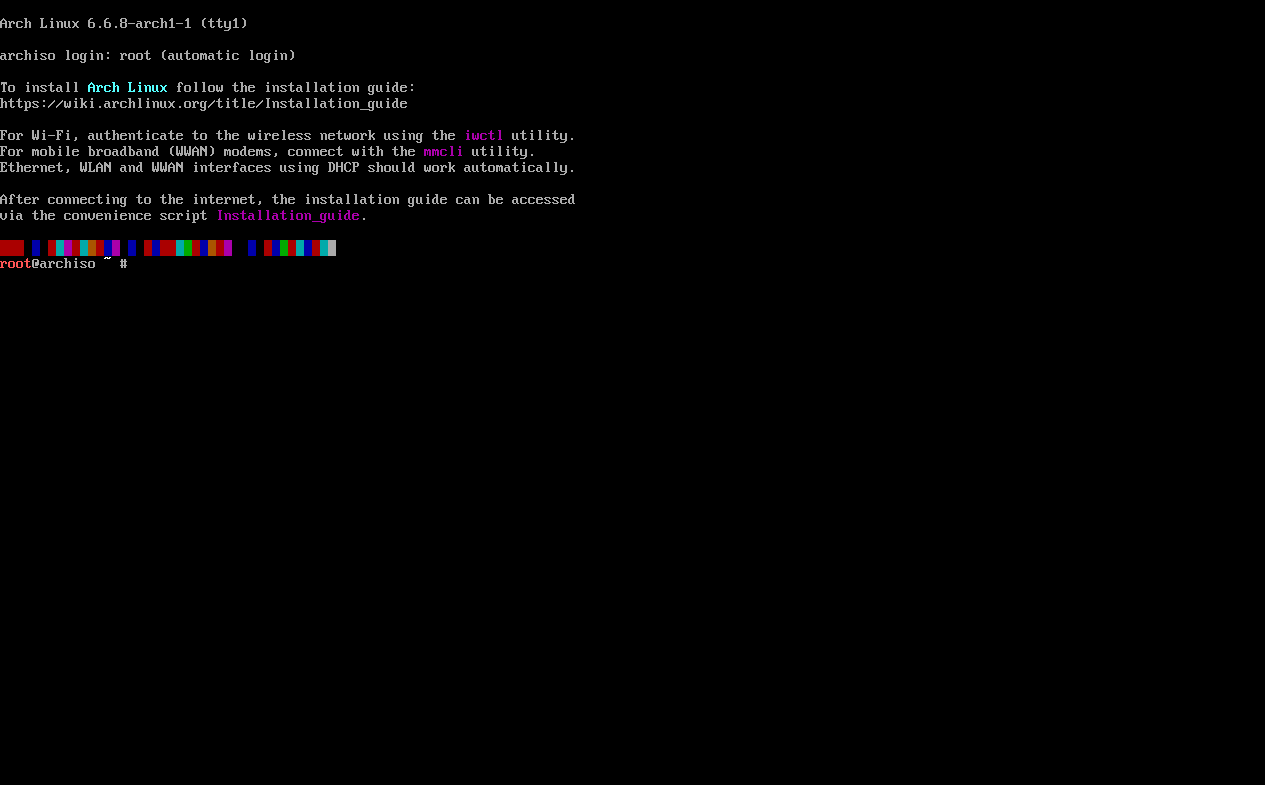 Arch Linux 6.6.8-arch1-1 (tty1)
archiso login: root (automatic login)
To install Arch Linux follow the installation guide:
https://wiki.archlinux.org/title/Installation_guide
For Wi-Fi, authenticate to the wireless network using the iwctl utility.
For mobile broadband (WWAN) modems, connect with the mmcli utility.
Ethernet, WLAN and WWAN interfaces using DHCP should work automatically.
After connecting to the internet, the installation guide can be accessed
via the convenience script Installation_guide.
root@archiso ~ #